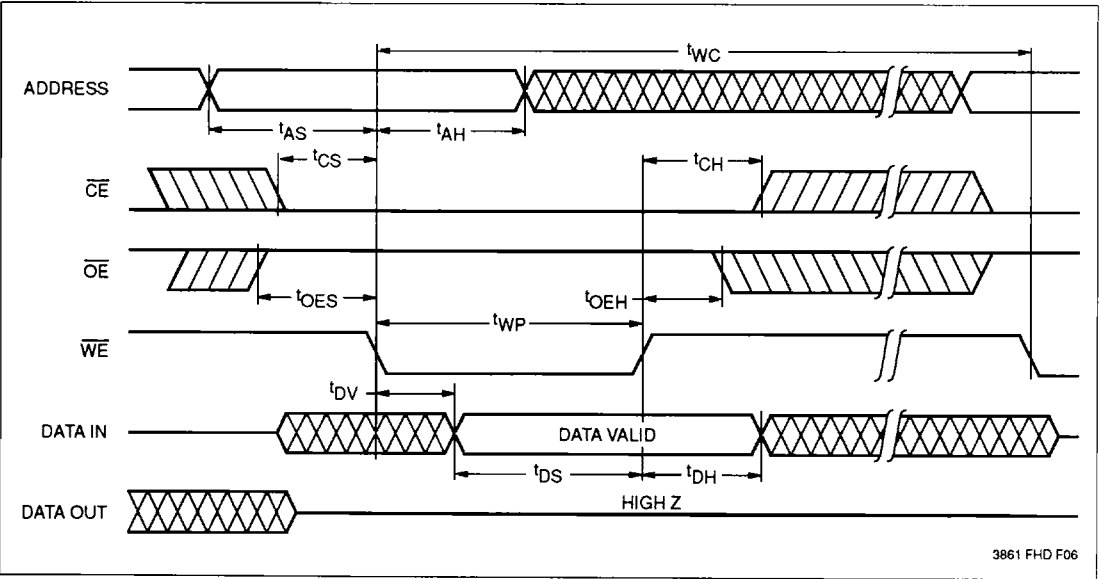 tWC
ADDRESS
tAS
tAH
tCS
tCH
CE
OE
tOES
tOEH
tWP
WE
tDV
DATA IN
DATA VALID
tDS
tDH
DATA OUT
HIGH Z
3861 FHD F06